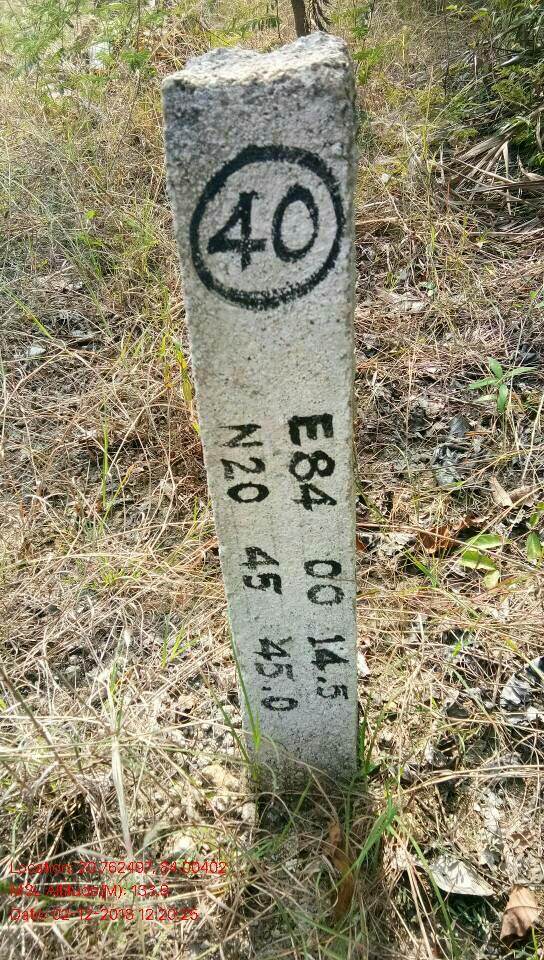 40
N20 45 45.0
E84 00 14.5
Location: 20.762497, 84.00402
MSL Altitude(M): 133.9
Date: 02-12-2018 12:20:26